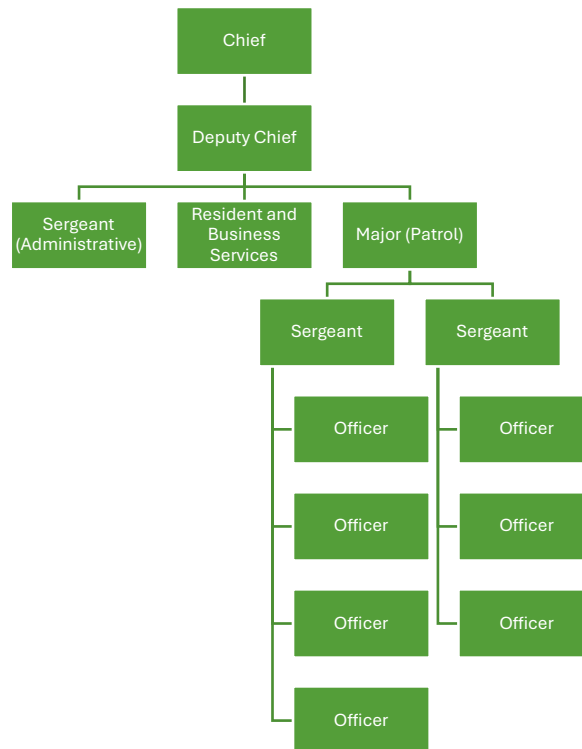 Chief
Deputy Chief
Sergeant
(Administrative)
Resident and
Business
Services
Major (Patrol)
Sergeant
Sergeant
Officer
Officer
Officer
Officer
Officer
Officer
Officer